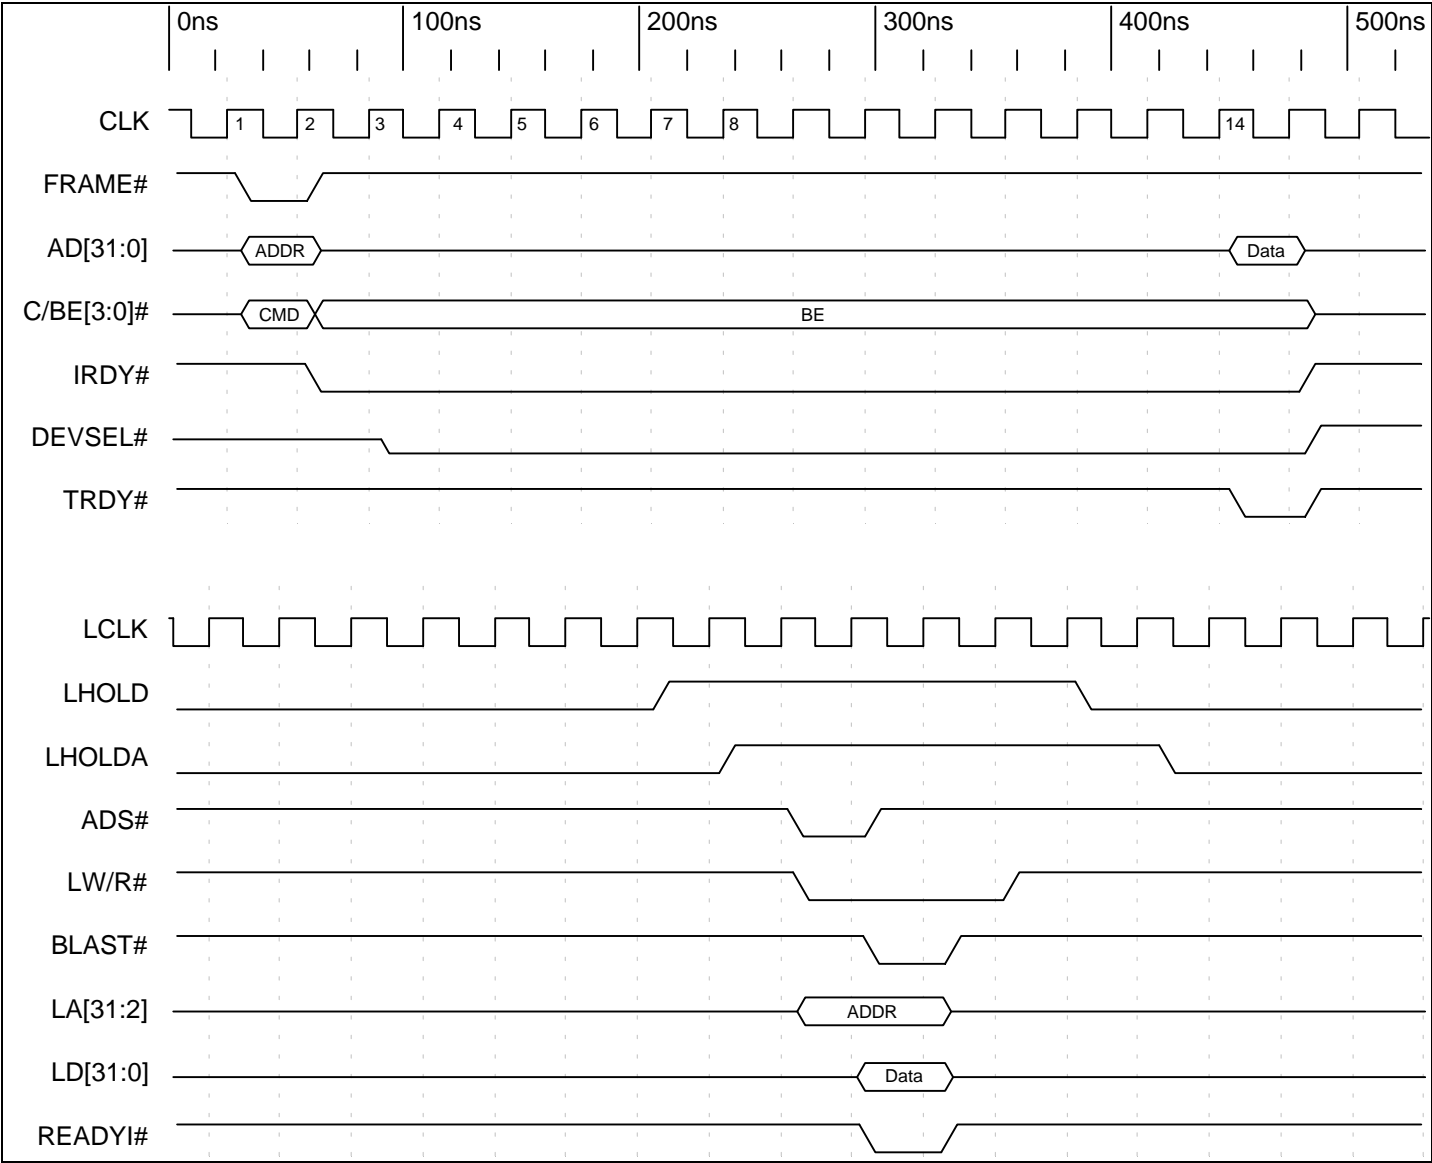 0ns 100ns 200ns 300ns 400ns 500ns
CLK 1 2 3 4 5 6 7 8 14
FRAME#
AD[31:0] ADDR Data
C/BE[3:0]# CMD BE
IRDY#
DEVSEL#
TRDY#
LCLK
LHOLD
LHOLDA
ADS#
LW/R#
BLAST#
LA[31:2] ADDR
LD[31:0] Data
READYI#